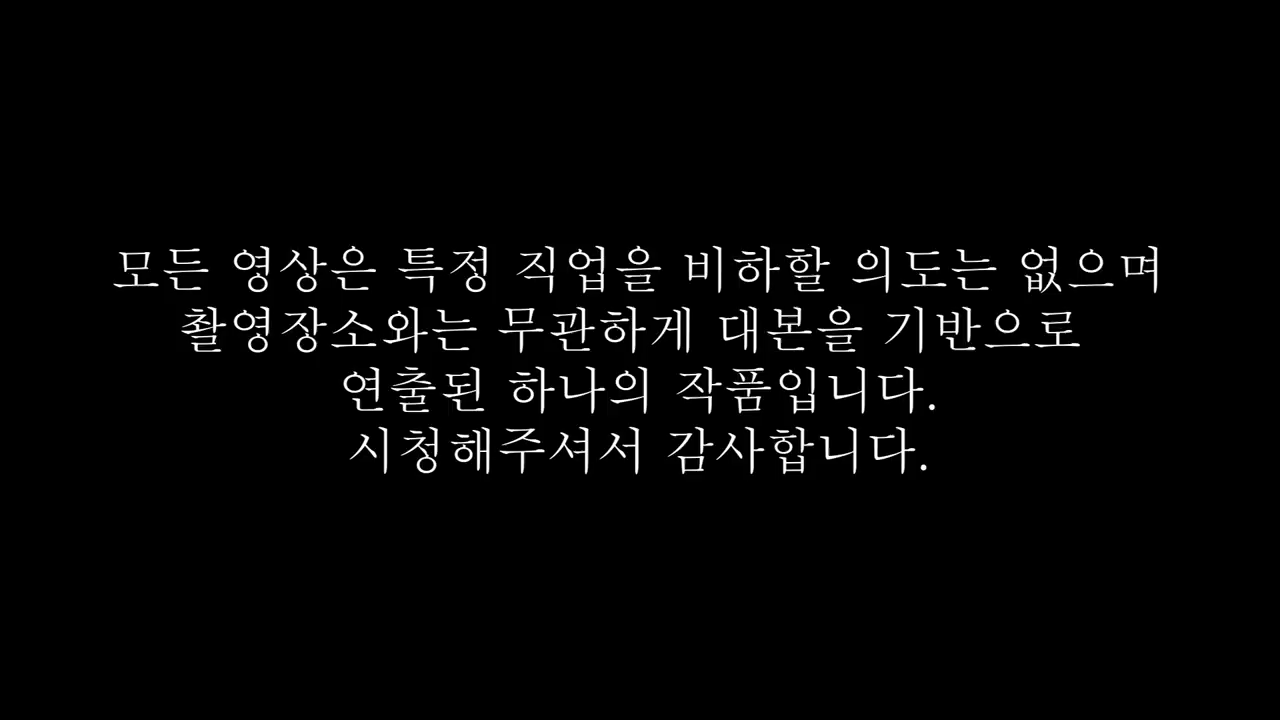 모든 영상은 특정 직업을 비하할 의도는 없으며
촬영장소와는 무관하게 대본을 기반으로
연출된 하나의 작품입니다.
시청해주셔서 감사합니다.